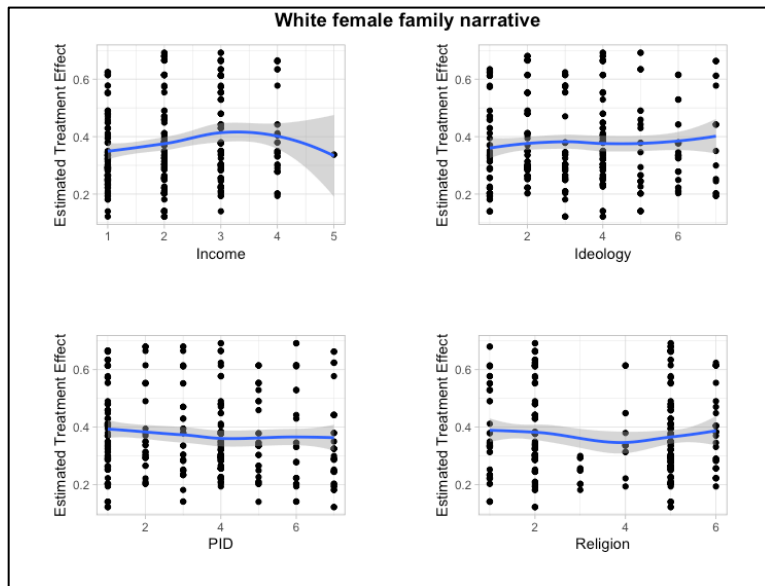 White female family narrative
Estimated Treatment Effect
0.6
0.4
0.2
1 2 3 4 5
Income
Estimated Treatment Effect
0.6
0.4
0.2
2 4 6
Ideology
Estimated Treatment Effect
0.6
0.4
0.2
2 4 6
PID
Estimated Treatment Effect
0.6
0.4
0.2
2 4 6
Religion